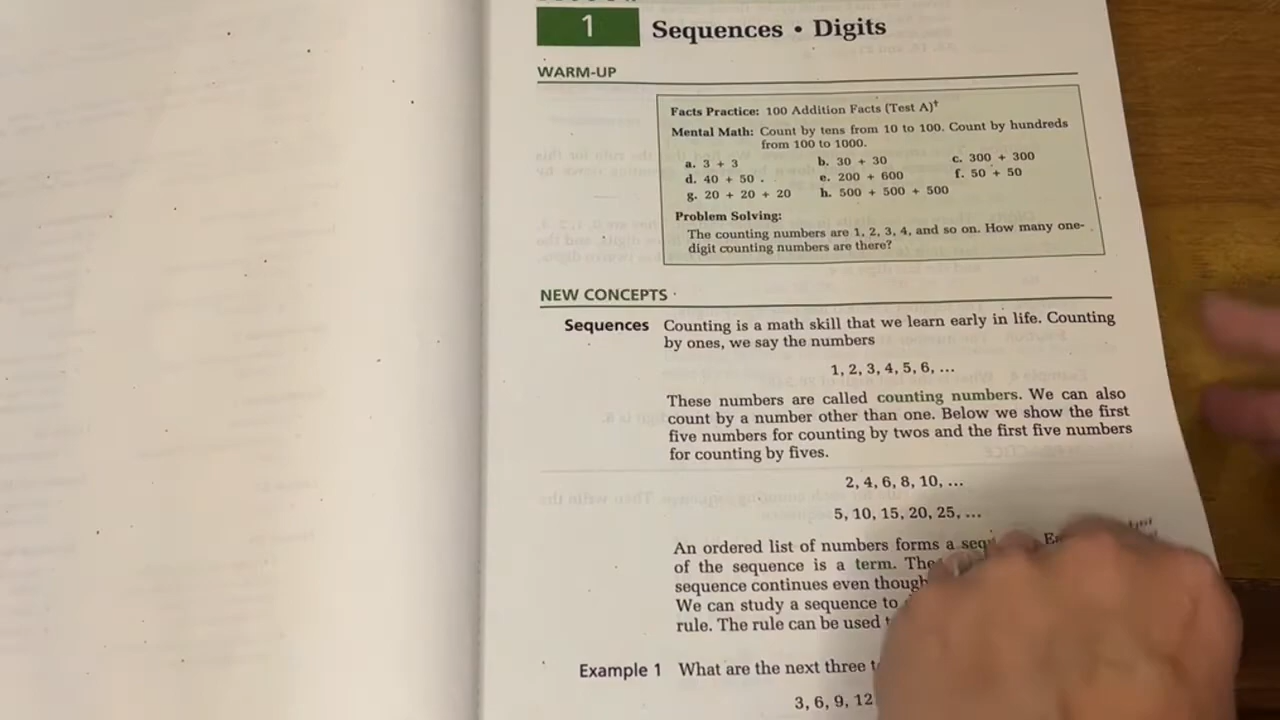 1 Sequences • Digits
WARM-UP
Facts Practice: 100 Addition Facts (Test A)†
Mental Math: Count by tens from 10 to 100. Count by hundreds
from 100 to 1000.
a. 3 + 3 b. 30 + 30 c. 300 + 300
d. 40 + 50 e. 200 + 600 f. 50 + 50
g. 20 + 20 + 20 h. 500 + 500 + 500
Problem Solving:
The counting numbers are 1, 2, 3, 4, and so on. How many one-
digit counting numbers are there?
NEW CONCEPTS
Sequences Counting is a math skill that we learn early in life. Counting
by ones, we say the numbers
1, 2, 3, 4, 5, 6, …
These numbers are called counting numbers. We can also
count by a number other than one. Below we show the first
five numbers for counting by twos and the first five numbers
for counting by fives.
2, 4, 6, 8, 10, …
5, 10, 15, 20, 25, …
An ordered list of numbers forms a
of the sequence is a term. The
sequence continues even though
We can study a sequence to
rule. The rule can be used
Example 1 What are the next three
3, 6, 9, 12